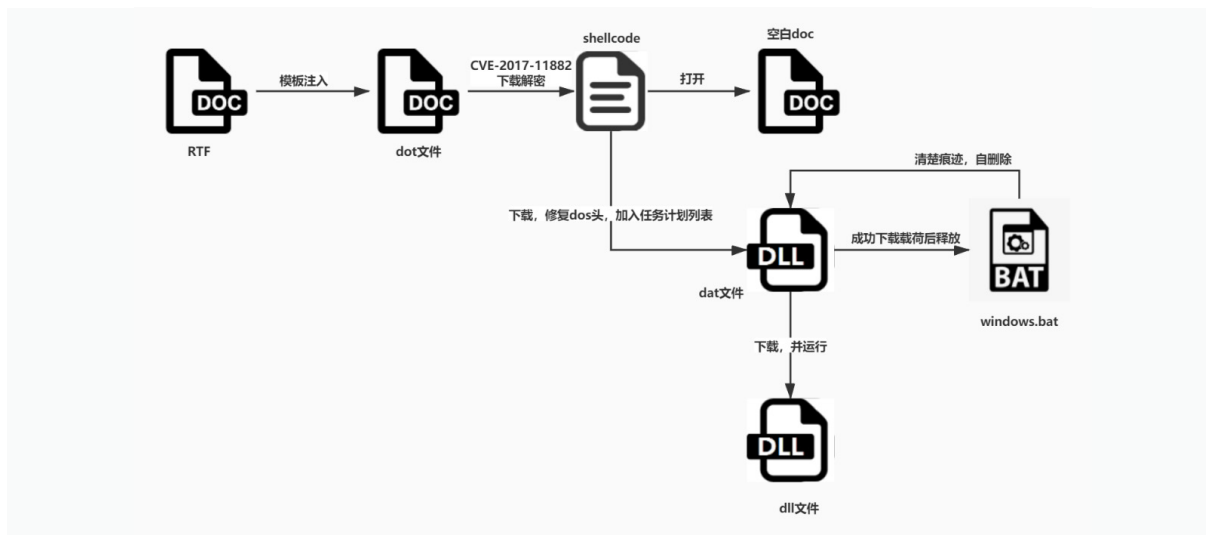 shellcode
空白doc
CVE-2017-11882
模板注入
下载解密
打开
DOC
DOC
DOC
RTF
dot文件
清楚痕迹，自删除
下载，修复dos头，加入任务计划列表
成功下载载荷后释放
DLL
BAT
dat文件
windows.bat
下载，并运行
DLL
dll文件